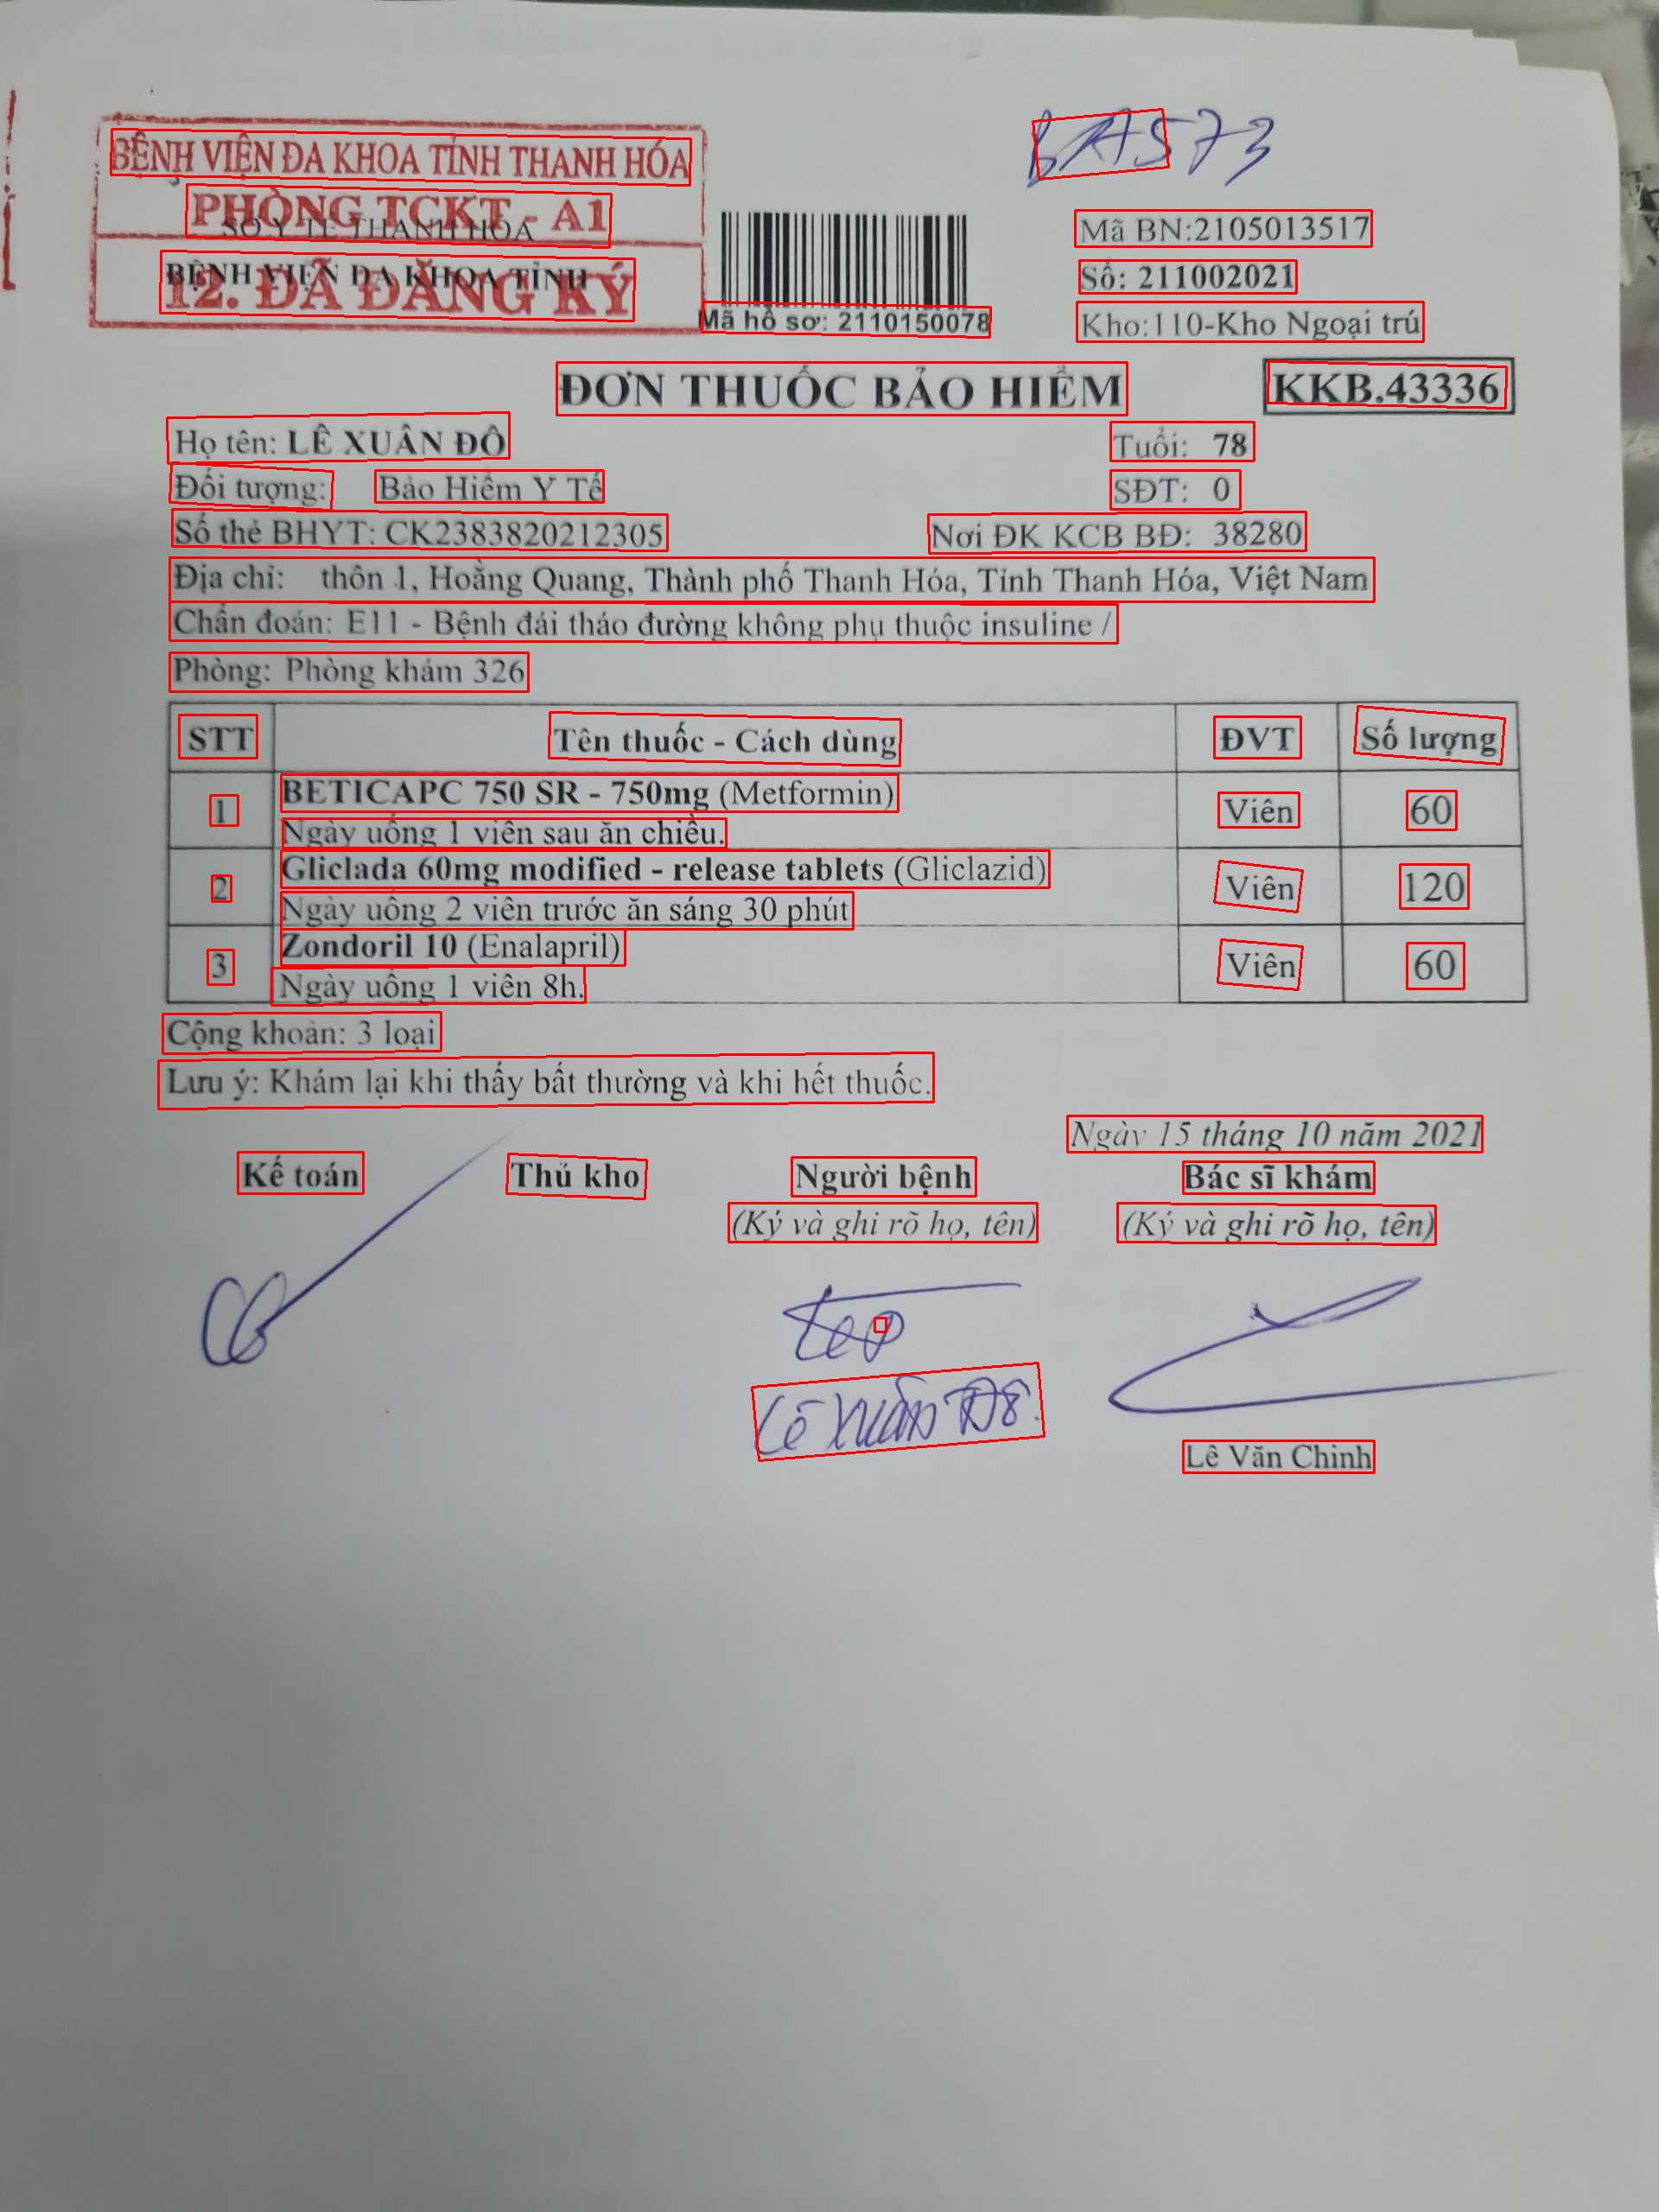 BA573
BỆNH VIỆN ĐA KHOA TỈNH THANH HÓA
PHÒNG TCKT - A1
SỞ Y TẾ THANH HÓA
BỆNH VIỆN ĐA KHOA TỈNH
12. ĐÃ ĐĂNG KÝ
Mã hồ sơ: 2110150078
Mã BN:2105013517
Số: 211002021
Kho:110-Kho Ngoại trú
ĐƠN THUỐC BẢO HIỂM
KKB.43336
Họ tên: LÊ XUÂN ĐÔ Tuổi: 78
Đối tượng: Bảo Hiểm Y Tế SĐT: 0
Số thẻ BHYT: CK2383820212305 Nơi ĐK KCB BĐ: 38280
Địa chỉ: thôn 1, Hoằng Quang, Thành phố Thanh Hóa, Tỉnh Thanh Hóa, Việt Nam
Chẩn đoán: E11 - Bệnh đái tháo đường không phụ thuộc insuline /
Phòng: Phòng khám 326
STT Tên thuốc - Cách dùng ĐVT Số lượng
1 BETICAPC 750 SR - 750mg (Metformin) Viên 60
Ngày uống 1 viên sau ăn chiều.
2 Gliclada 60mg modified - release tablets (Gliclazid) Viên 120
Ngày uống 2 viên trước ăn sáng 30 phút
3 Zondoril 10 (Enalapril) Viên 60
Ngày uống 1 viên 8h.
Cộng khoản: 3 loại
Lưu ý: Khám lại khi thấy bất thường và khi hết thuốc.
Ngày 15 tháng 10 năm 2021
Kế toán Thủ kho Người bệnh Bác sĩ khám
(Ký và ghi rõ họ, tên) (Ký và ghi rõ họ, tên)
Lê Xuân Đô
Lê Văn Chinh